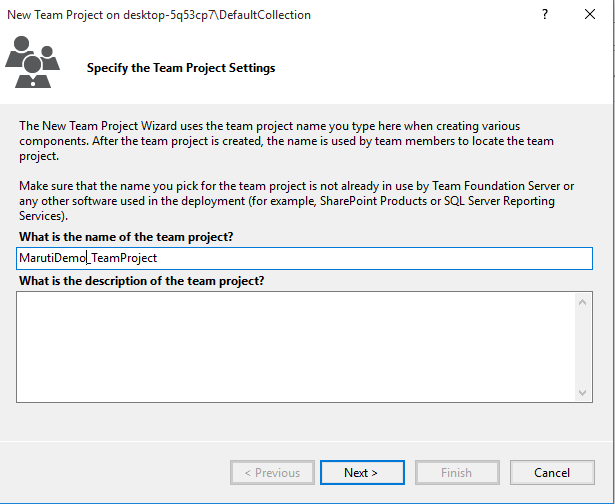 New Team Project on desktop-5q53cp7\DefaultCollection
?
Specify the Team Project Settings
The New Team Project Wizard uses the team project name you type here when creating various
components. After the team project is created, the name is used by team members to locate the team
project.
Make sure that the name you pick for the team project is not already in use by Team Foundation Server or
any other software used in the deployment (for example, SharePoint Products or SQL Server Reporting
Services).
What is the name of the team project?
MarutiDemo_TeamProject
What is the description of the team project?
< Previous Next > Finish Cancel